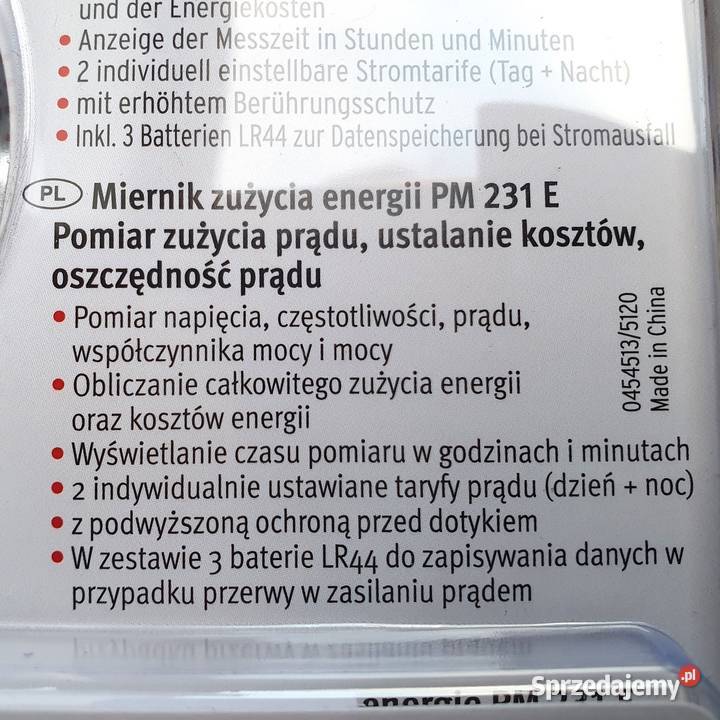 und der Energiekosten
• Anzeige der Messzeit in Stunden und Minuten
• 2 individuell einstellbare Stromtarife (Tag + Nacht)
• mit erhöhtem Berührungsschutz
• Inkl. 3 Batterien LR44 zur Datenspeicherung bei Stromausfall
PL Miernik zużycia energii PM 231 E
Pomiar zużycia prądu, ustalanie kosztów,
oszczędność prądu
• Pomiar napięcia, częstotliwości, prądu,
współczynnika mocy i mocy
• Obliczanie całkowitego zużycia energii
oraz kosztów energii
• Wyświetlanie czasu pomiaru w godzinach i minutach
• 2 indywidualnie ustawiane taryfy prądu (dzień + noc)
• z podwyższoną ochroną przed dotykiem
• W zestawie 3 baterie LR44 do zapisywania danych w
przypadku przerwy w zasilaniu prądem
0454513/5120
Made in China
energie PM 231
Sprzedajemy.pl